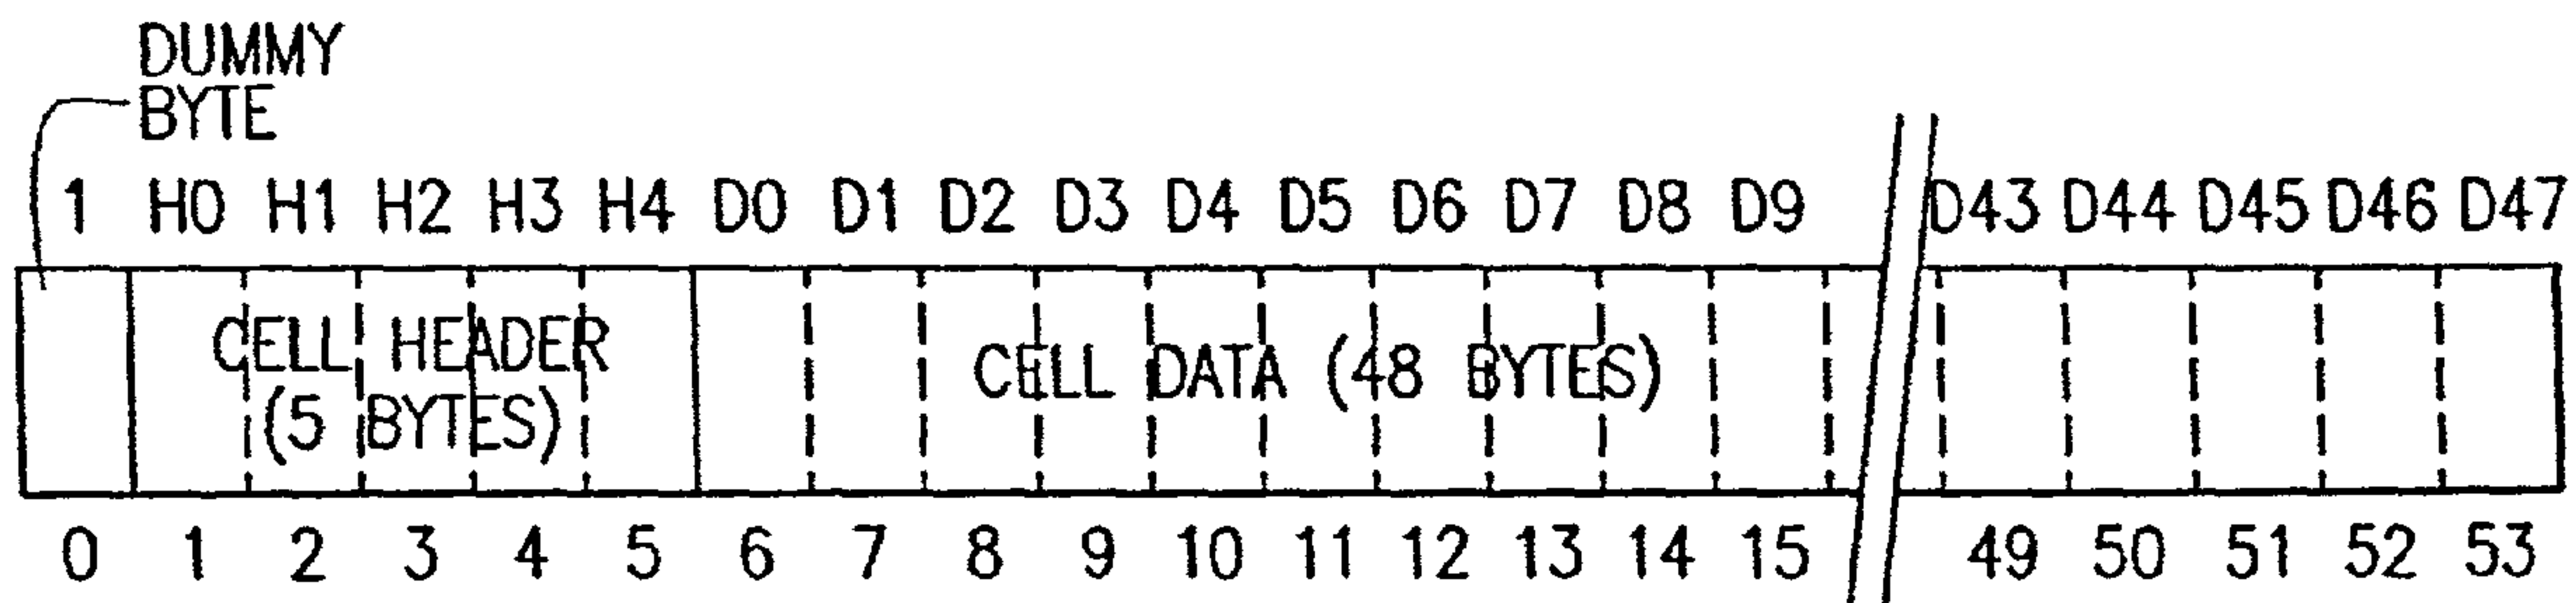 DUMMY
BYTE
1 H0 H1 H2 H3 H4 D0 D1 D2 D3 D4 D5 D6 D7 D8 D9 D43 D44 D45 D46 D47
CELL HEADER
(5 BYTES)
CELL DATA (48 BYTES)
0 1 2 3 4 5 6 7 8 9 10 11 12 13 14 15 49 50 51 52 53